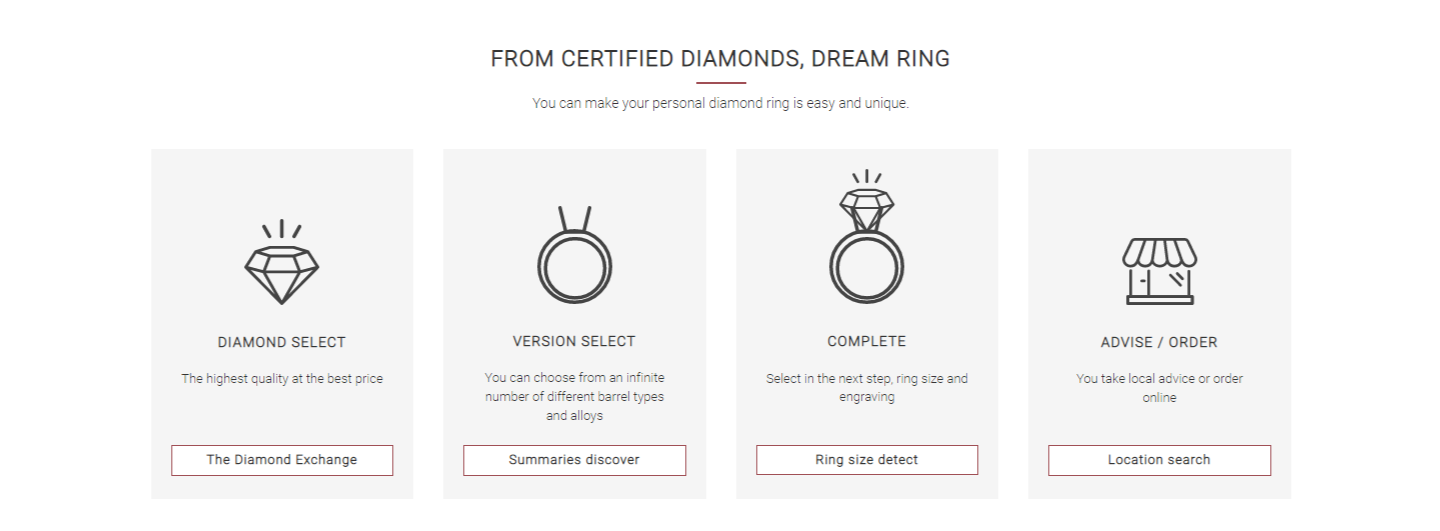 FROM CERTIFIED DIAMONDS, DREAM RING
You can make your personal diamond ring is easy and unique.
DIAMOND SELECT
The highest quality at the best price
The Diamond Exchange
VERSION SELECT
You can choose from an infinite
number of different barrel types
and alloys
Summaries discover
COMPLETE
Select in the next step, ring size and
engraving
Ring size detect
ADVISE / ORDER
You take local advice or order
online
Location search